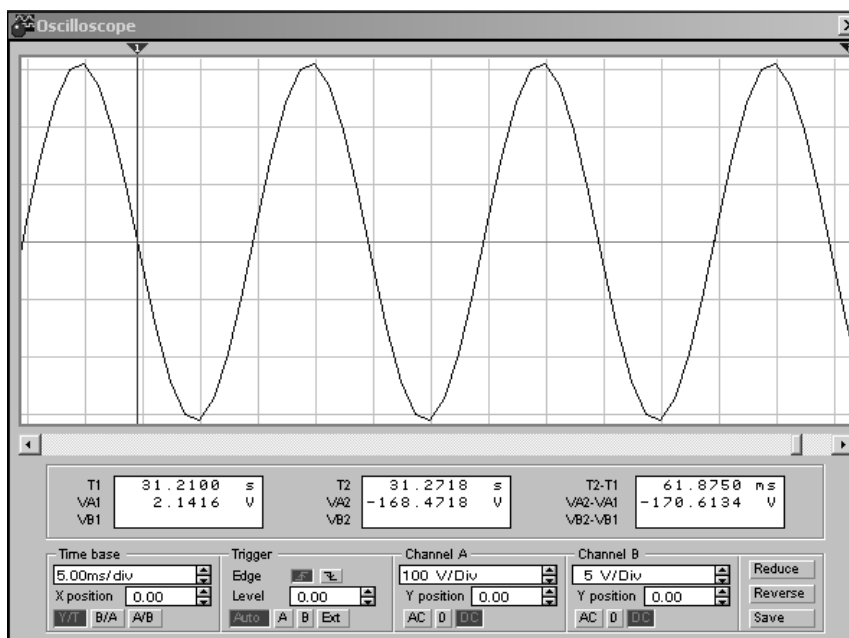 Oscilloscope
1
T1 31.2100 s
VA1 2.1416 V
VB1
T2 31.2718 s
VA2 -168.4718 V
VB2
T2-T1 61.8750 ms
VA2-VA1 -170.6134 V
VB2-VB1
Time base
5.00ms/div
X position 0.00
Y/T B/A A/B
Trigger
Edge
Level 0.00
Auto A B Ext
Channel A
100 V/Div
Y position 0.00
AC 0 DC
Channel B
5 V/Div
Y position 0.00
AC 0 DC
Reduce
Reverse
Save